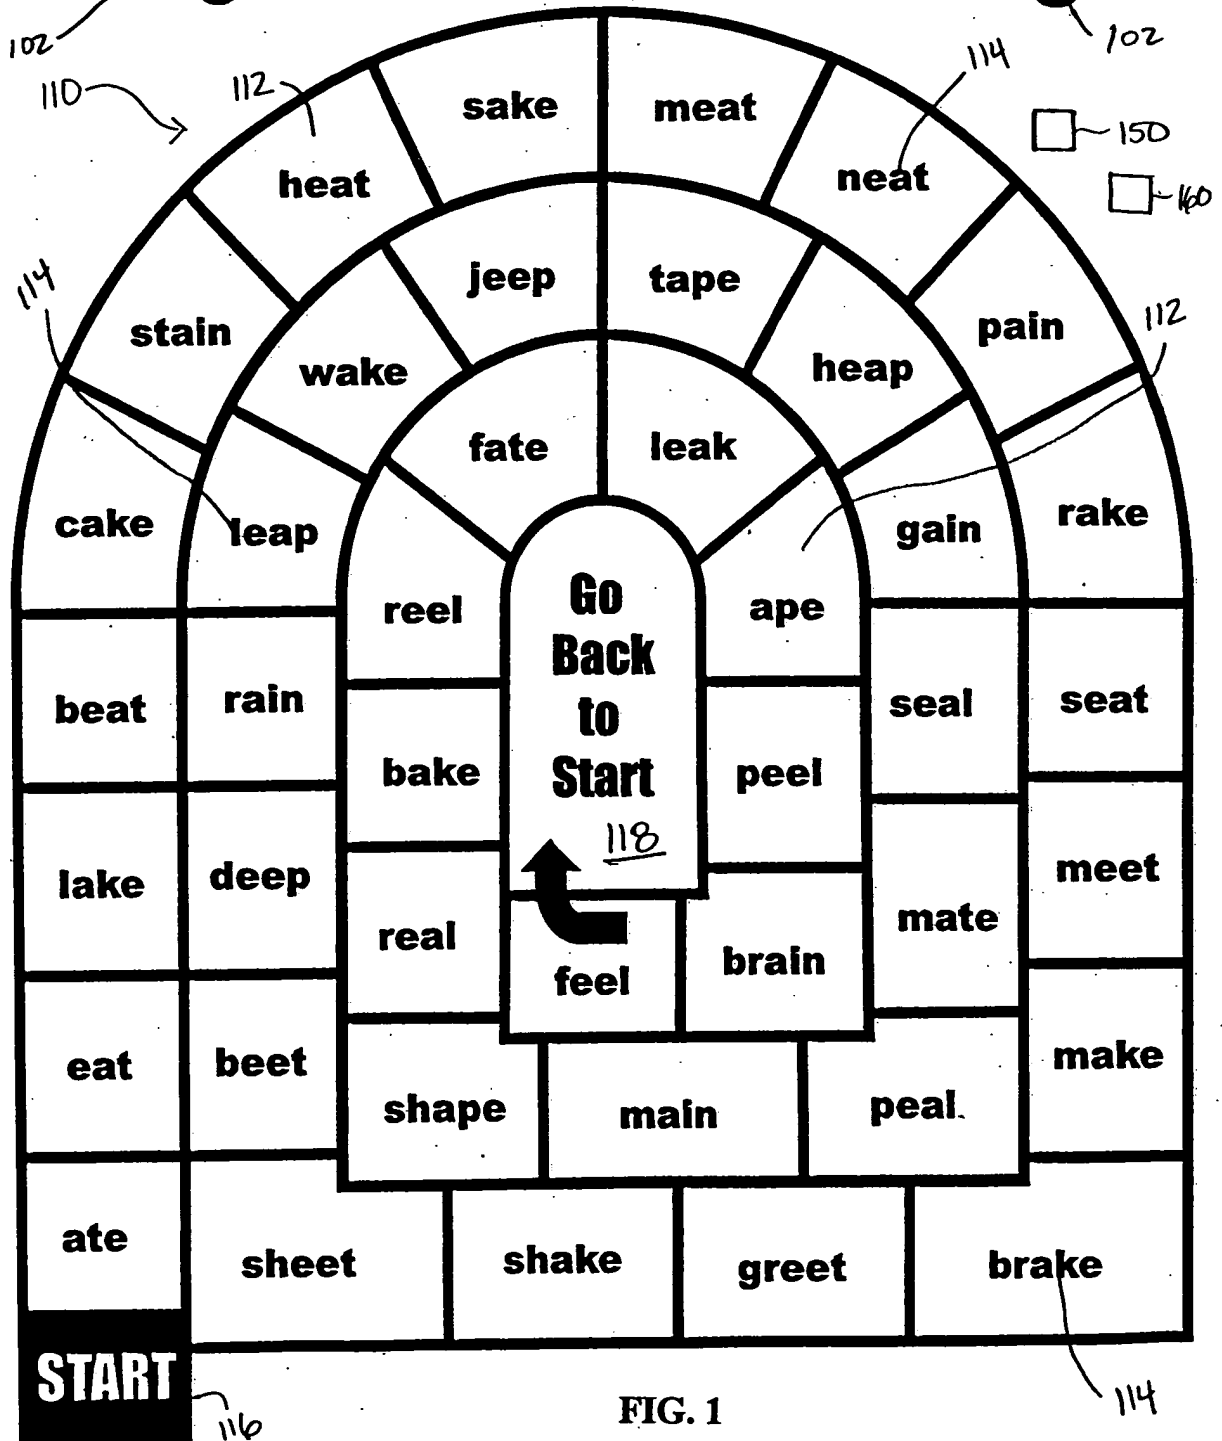 102
102
110
112
114
sake
meat
150
heat
neat
160
114
jeep
tape
112
stain
pain
wake
heap
fate
leak
cake
leap
gain
rake
reel
Go
Back
to
Start
118
ape
beat
rain
seal
seat
bake
peel
lake
deep
meet
real
mate
feel
brain
eat
beet
make
shape
main
peal
ate
sheet
shake
greet
brake
START
116
FIG. 1
114